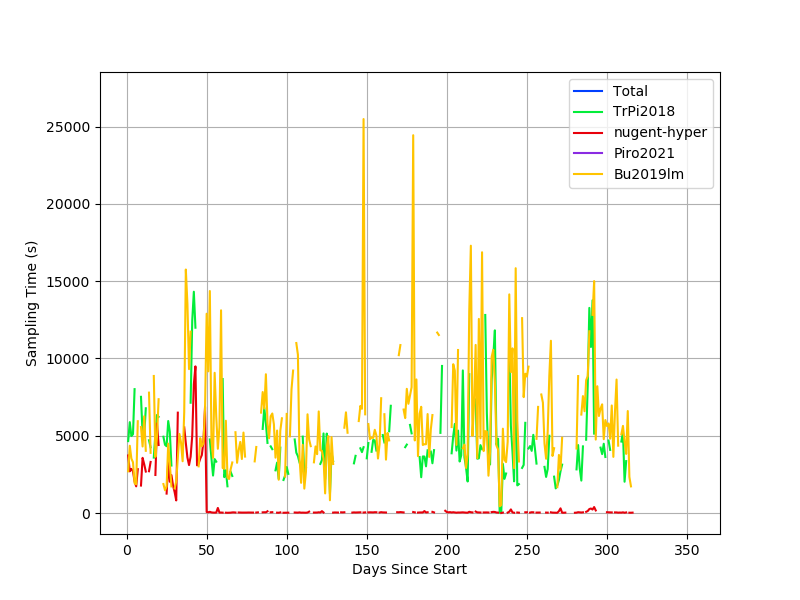 Total
TrPi2018
nugent-hyper
Piro2021
Bu2019lm
25000
20000
15000
10000
5000
0
Sampling Time (s)
0 50 100 150 200 250 300 350
Days Since Start